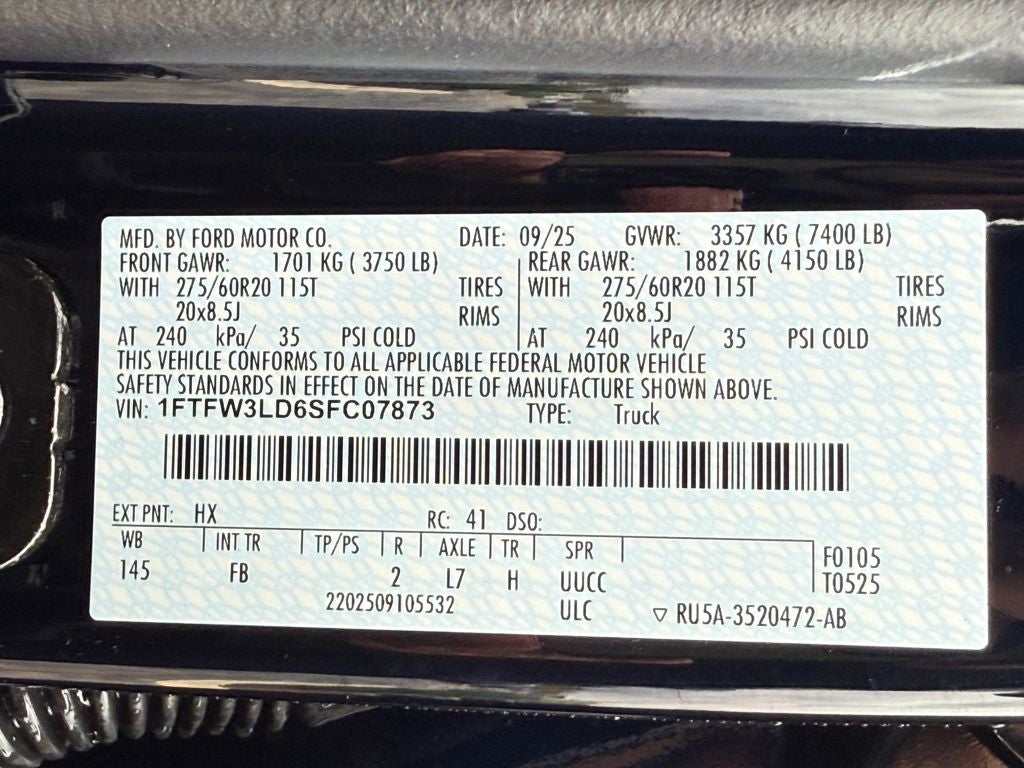 MFD. BY FORD MOTOR CO. DATE: 09/25 GVWR: 3357 KG ( 7400 LB)
FRONT GAWR: 1701 KG ( 3750 LB) REAR GAWR: 1882 KG ( 4150 LB)
WITH 275/60R20 115T TIRES WITH 275/60R20 115T TIRES
20x8.5J RIMS 20x8.5J RIMS
AT 240 kPa/ 35 PSI COLD AT 240 kPa/ 35 PSI COLD
THIS VEHICLE CONFORMS TO ALL APPLICABLE FEDERAL MOTOR VEHICLE
SAFETY STANDARDS IN EFFECT ON THE DATE OF MANUFACTURE SHOWN ABOVE.
VIN: 1FTFW3LD6SFC07873 TYPE: Truck
EXT PNT: HX RC: 41 DSO:
WB INT TR TP/PS R AXLE TR SPR F0105
145 FB 2 L7 H UUCC T0525
2202509105532 ULC ▽ RU5A-3520472-AB